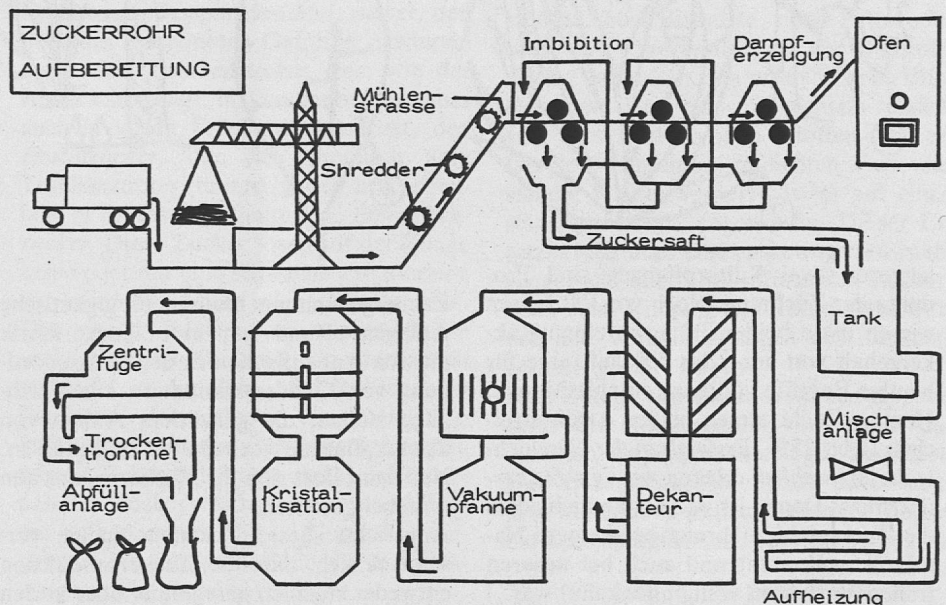 ZUCKERROHR
AUFBEREITUNG
Imbibition
Dampf-
erzeugung
Ofen
Mühlen-
strasse
Shredder
Zuckersaft
Tank
Zentri-
fuge
Misch-
anlage
Trocken-
trommel
Abfüll-
anlage
Kristal-
lisation
Vakuum-
pfanne
Dekan-
teur
Aufheizung